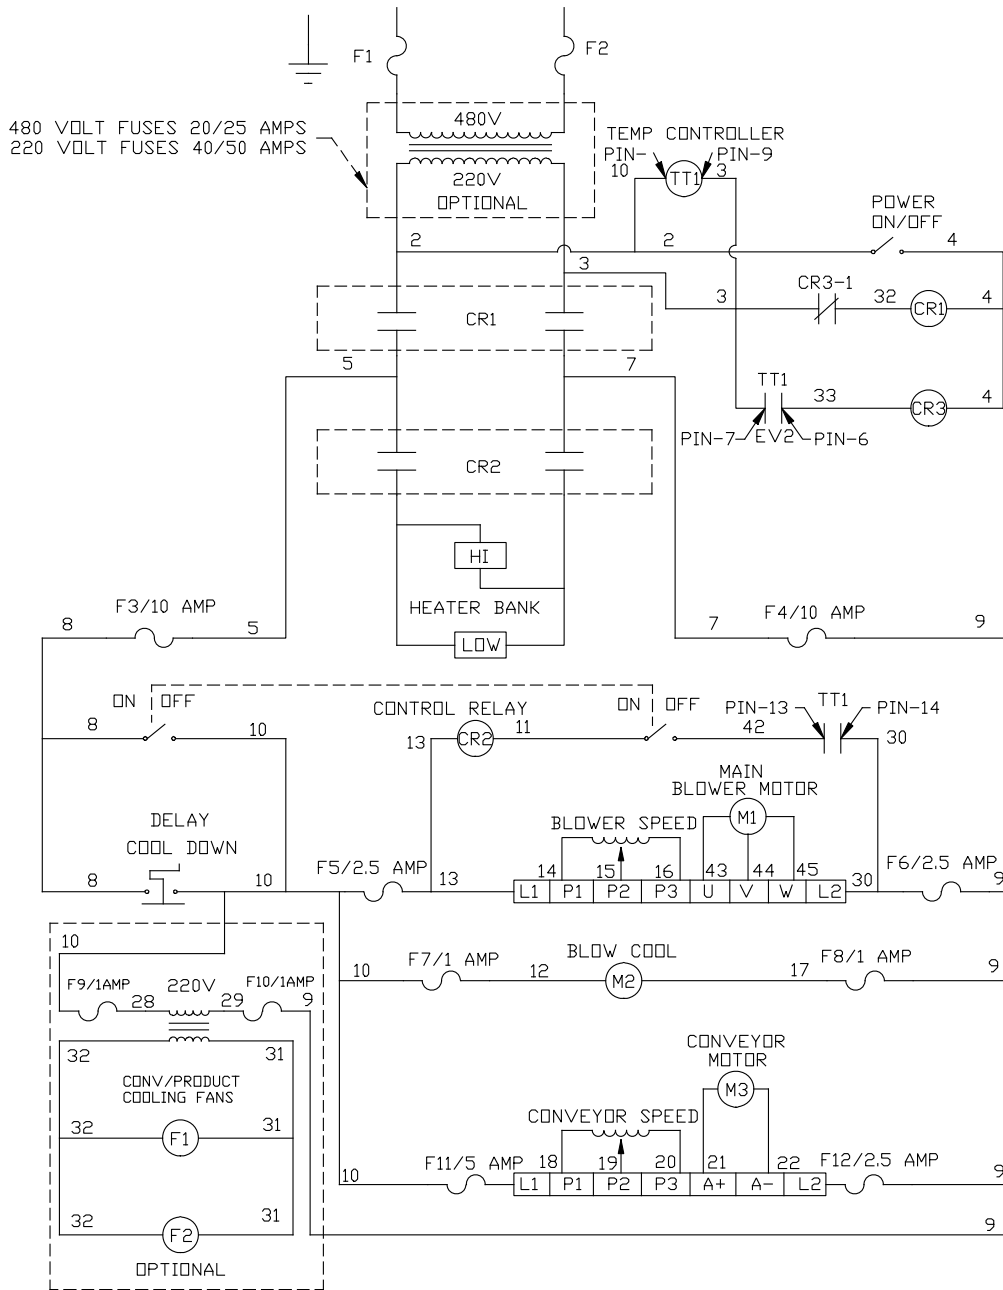 F1
F2
480 VOLT FUSES 20/25 AMPS
220 VOLT FUSES 40/50 AMPS
480V
220V
OPTIONAL
TEMP CONTROLLER
PIN-10
PIN-9
TT1
3
POWER
ON/OFF
2
2
4
3
CR3-1
3
32
CR1
4
CR1
5
7
TT1
33
CR3
4
PIN-7
EV2
PIN-6
CR2
HI
HEATER BANK
LOW
F3/10 AMP
8
5
F4/10 AMP
7
9
ON OFF
8
10
CONTROL RELAY
13
CR2
11
ON OFF
42
PIN-13
TT1
PIN-14
30
MAIN
BLOWER MOTOR
M1
BLOWER SPEED
DELAY
COOL DOWN
8
10
F5/2.5 AMP
13
14
15
16
43
44
45
L1 P1 P2 P3 U V W L2
30
F6/2.5 AMP
9
10
F7/1 AMP
12
BLOW COOL
M2
17
F8/1 AMP
9
10
F9/1AMP
28
220V
29
F10/1AMP
9
32
31
CONV/PRODUCT
COOLING FANS
32
F1
31
32
F2
31
OPTIONAL
CONVEYOR
MOTOR
M3
CONVEYOR SPEED
10
F11/5 AMP
18
19
20
21
22
L1 P1 P2 P3 A+ A- L2
F12/2.5 AMP
9
9